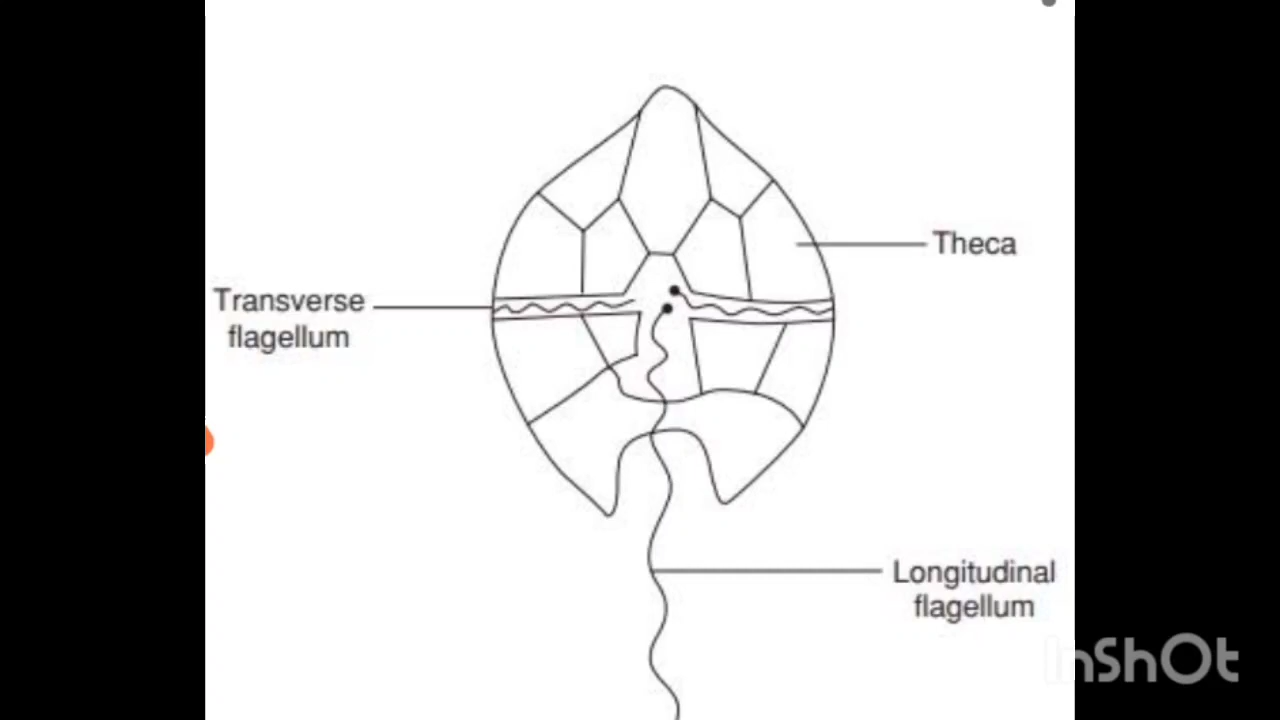 Theca
Transverse
flagellum
Longitudinal
flagellum
InShOt